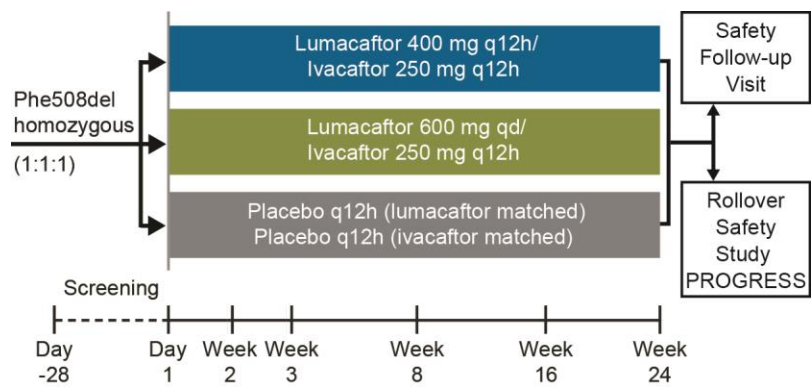 Phe508del
homozygous
(1:1:1)
Lumacaftor 400 mg q12h/
Ivacaftor 250 mg q12h
Lumacaftor 600 mg qd/
Ivacaftor 250 mg q12h
Placebo q12h (lumacaftor matched)
Placebo q12h (ivacaftor matched)
Safety
Follow-up
Visit
Rollover
Safety
Study
PROGRESS
Screening
Day
-28
Day
1
Week
2
Week
3
Week
8
Week
16
Week
24